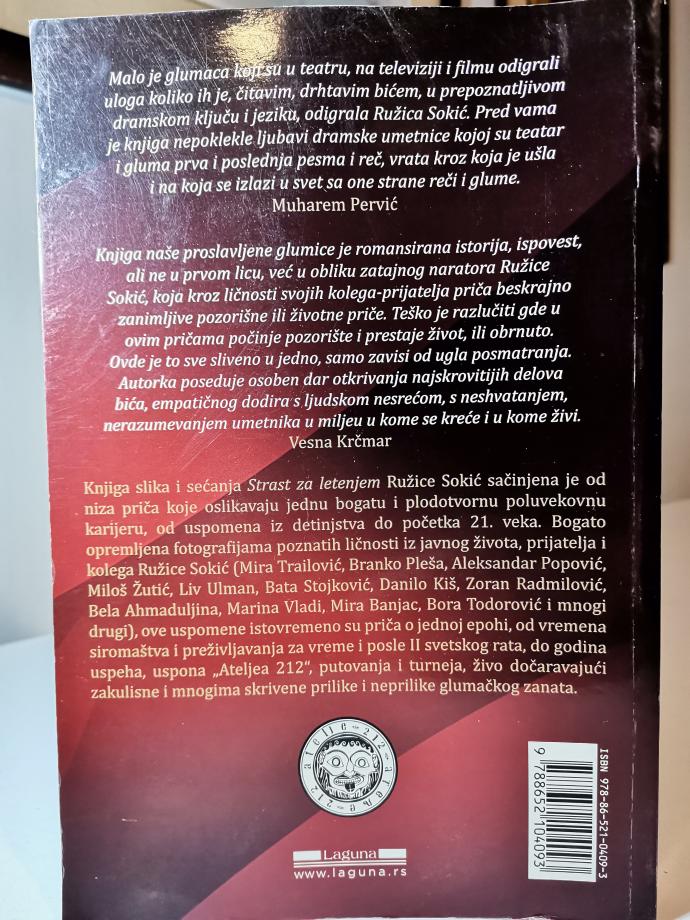 Malo je glumaca koji su u teatru, na televiziji i filmu odigrali
uloga koliko ih je, čitavim, drhtavim bićem, u prepoznatljivom
dramskom ključu i jeziku, odigrala Ružica Sokić. Pred vama
je knjiga nepoklekle ljubavi dramske umetnice kojoj su teatar
i gluma prva i poslednja pesma i reč, vrata kroz koja je ušla
i na koja se izlazi u svet sa one strane reči i glume.
Muharem Pervić
Knjiga naše proslavljene glumice je romansirana istorija, ispovest,
ali ne u prvom licu, već u obliku zatajnog naratora Ružice
Sokić, koja kroz ličnosti svojih kolega-prijatelja priča beskrajno
zanimljive pozorišne ili životne priče. Teško je razlučiti gde u
ovim pričama počinje pozorište i prestaje život, ili obrnuto.
Ovde je to sve sliveno u jedno, samo zavisi od ugla posmatranja.
Autorka poseduje osoben dar otkrivanja najskrovitijih delova
bića, empatičnog dodira s ljudskom nesrećom, s neshvatanjem,
nerazumevanjem umetnika u miljeu u kome se kreće i u kome živi.
Vesna Krčmar
Knjiga slika i sećanja Strast za letenjem Ružice Sokić sačinjena je od
niza priča koje oslikavaju jednu bogatu i plodotvornu poluvekovnu
karijeru, od uspomena iz detinjstva do početka 21. veka. Bogato
opremljena fotografijama poznatih ličnosti iz javnog života, prijatelja i
kolega Ružice Sokić (Mira Trailović, Branko Pleša, Aleksandar Popović,
Miloš Žutić, Liv Ulman, Bata Stojković, Danilo Kiš, Zoran Radmilović,
Bela Ahmaduljina, Marina Vladi, Mira Banjac, Bora Todorović i mnogi
drugi), ove uspomene istovremeno su priča o jednoj epohi, od vremena
siromaštva i preživljavanja za vreme i posle II svetskog rata, do godina
uspeha, uspona „Ateljea 212“, putovanja i turneja, živo dočaravajući
zakulisne i mnogima skrivene prilike i neprilike glumačkog zanata.
atelje-212-atelje-212
Laguna
www.laguna.rs
ISBN 978-86-521-0409-3
9 788652 104093